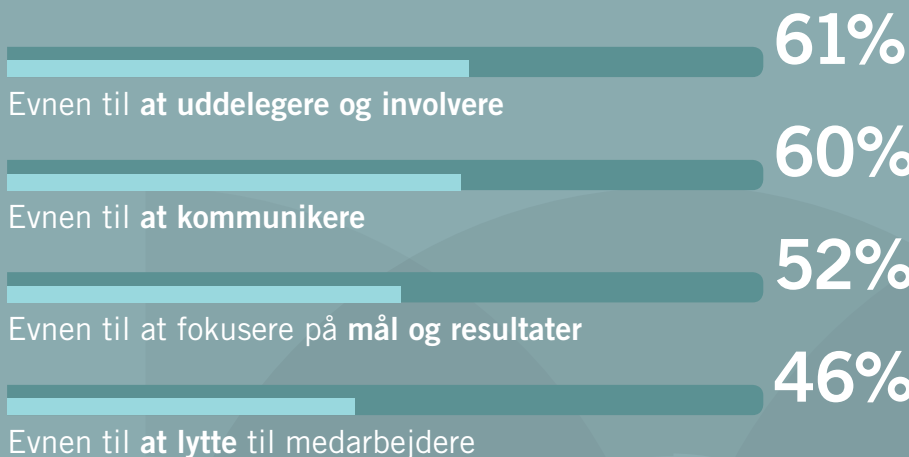 61%
Evnen til at uddelegere og involvere
60%
Evnen til at kommunikere
52%
Evnen til at fokusere på mål og resultater
46%
Evnen til at lytte til medarbejdere